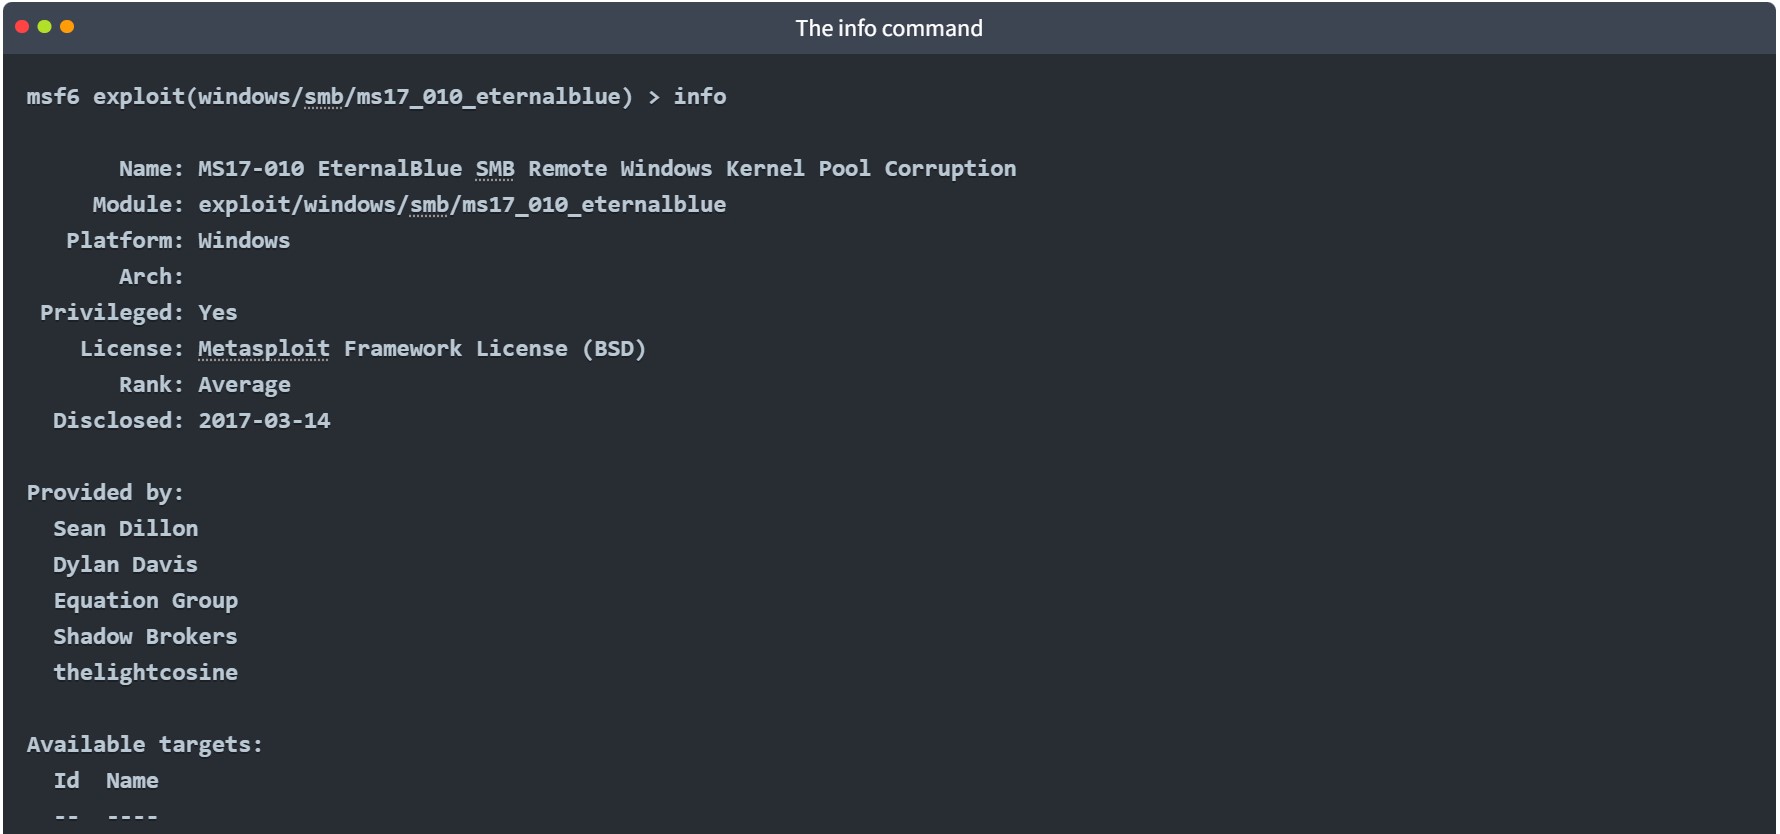 The info command
msf6 exploit(windows/smb/ms17_010_eternalblue) > info
Name: MS17-010 EternalBlue SMB Remote Windows Kernel Pool Corruption
Module: exploit/windows/smb/ms17_010_eternalblue
Platform: Windows
Arch:
Privileged: Yes
License: Metasploit Framework License (BSD)
Rank: Average
Disclosed: 2017-03-14
Provided by:
Sean Dillon
Dylan Davis
Equation Group
Shadow Brokers
thelightcosine
Available targets:
Id  Name
--  ----